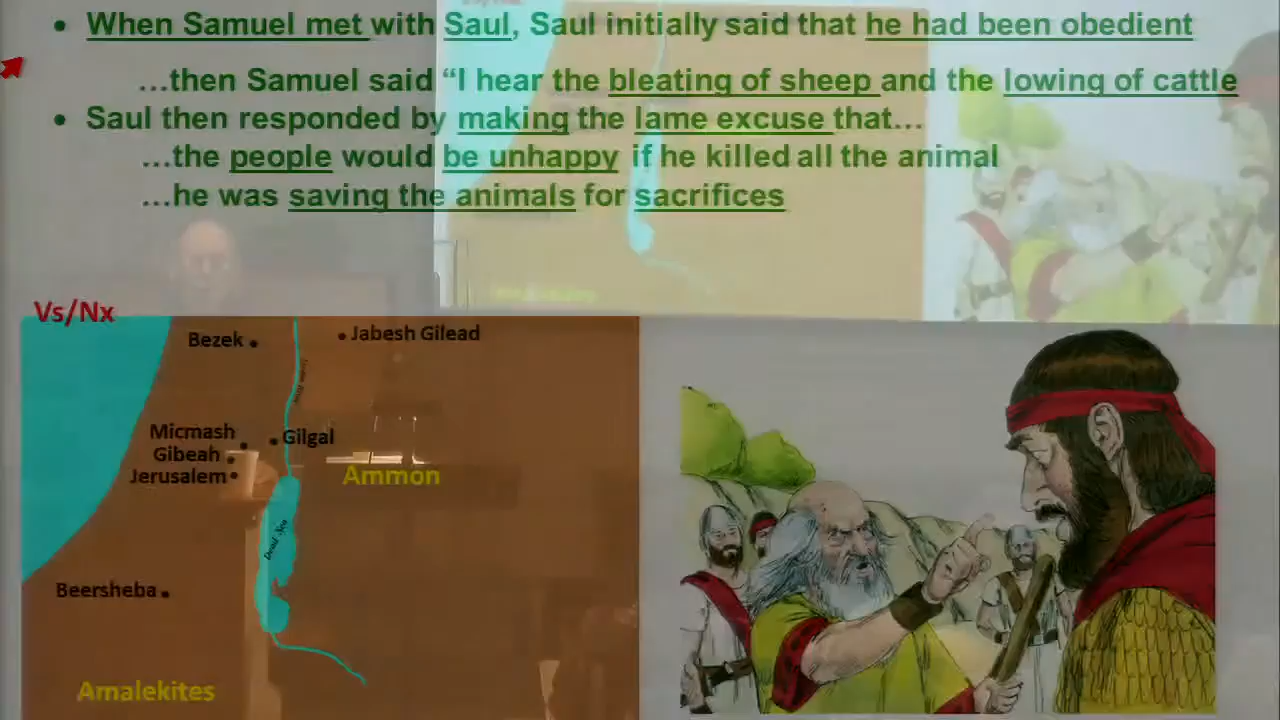 • When Samuel met with Saul, Saul initially said that he had been obedient
…then Samuel said “I hear the bleating of sheep and the lowing of cattle
• Saul then responded by making the lame excuse that…
…the people would be unhappy if he killed all the animal
…he was saving the animals for sacrifices
Vs/Nx
Bezek
Jabesh Gilead
Micmash
Gilgal
Gibeah
Jerusalem
Ammon
Dead Sea
Beersheba
Amalekites